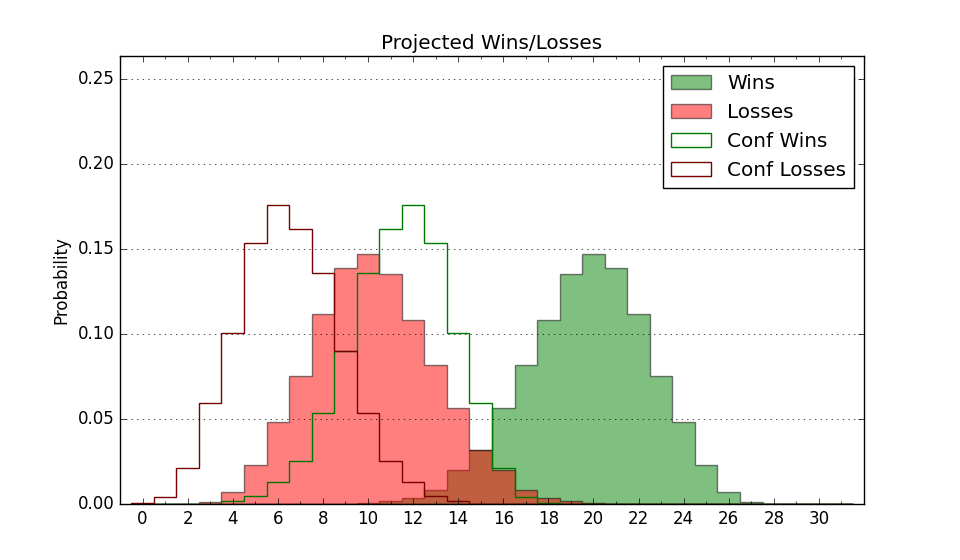 Projected Wins/Losses
Wins
Losses
Conf Wins
Conf Losses
Probability
0.25
0.20
0.15
0.10
0.05
0.00
0 2 4 6 8 10 12 14 16 18 20 22 24 26 28 30